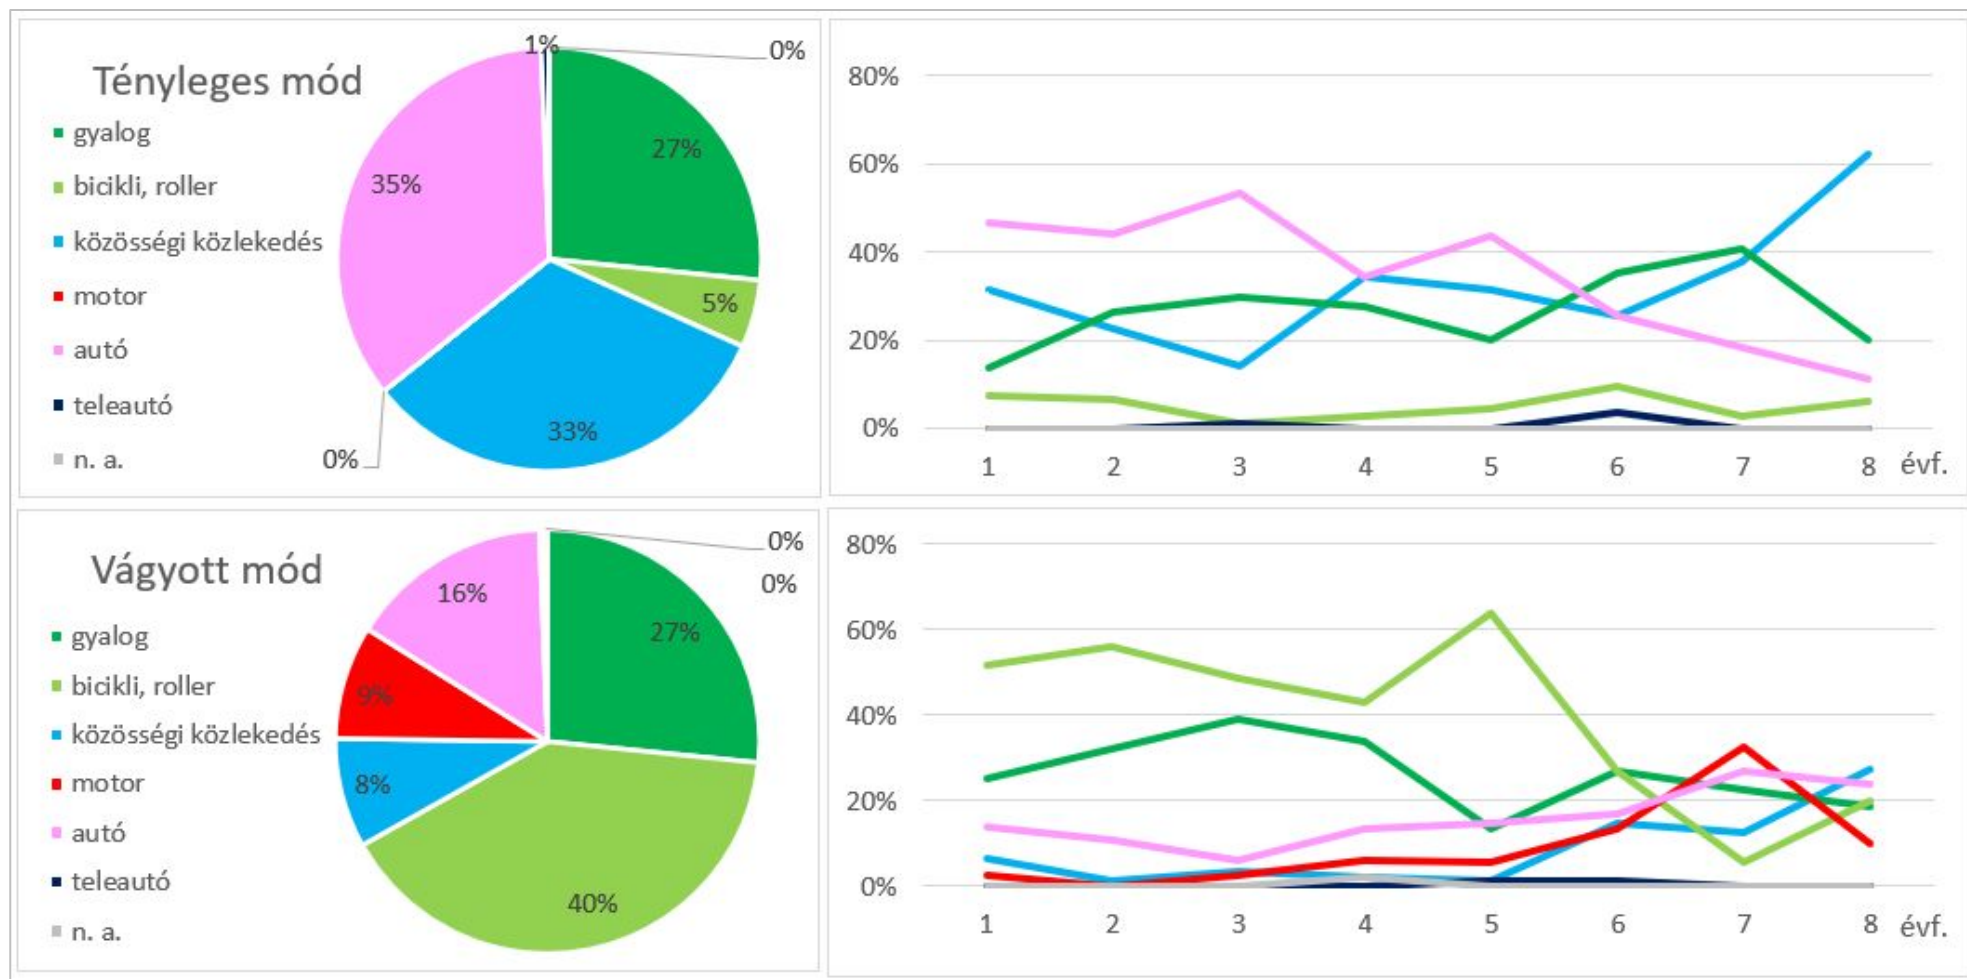 Tényleges mód
gyalog
bicikli, roller
közösségi közlekedés
motor
autó
teleautó
n. a.
1%
0%
27%
35%
5%
33%
0%
80%
60%
40%
20%
0%
1 2 3 4 5 6 7 8 évf.
Vágyott mód
gyalog
bicikli, roller
közösségi közlekedés
motor
autó
teleautó
n. a.
0%
0%
16%
27%
9%
8%
40%
80%
60%
40%
20%
0%
1 2 3 4 5 6 7 8 évf.